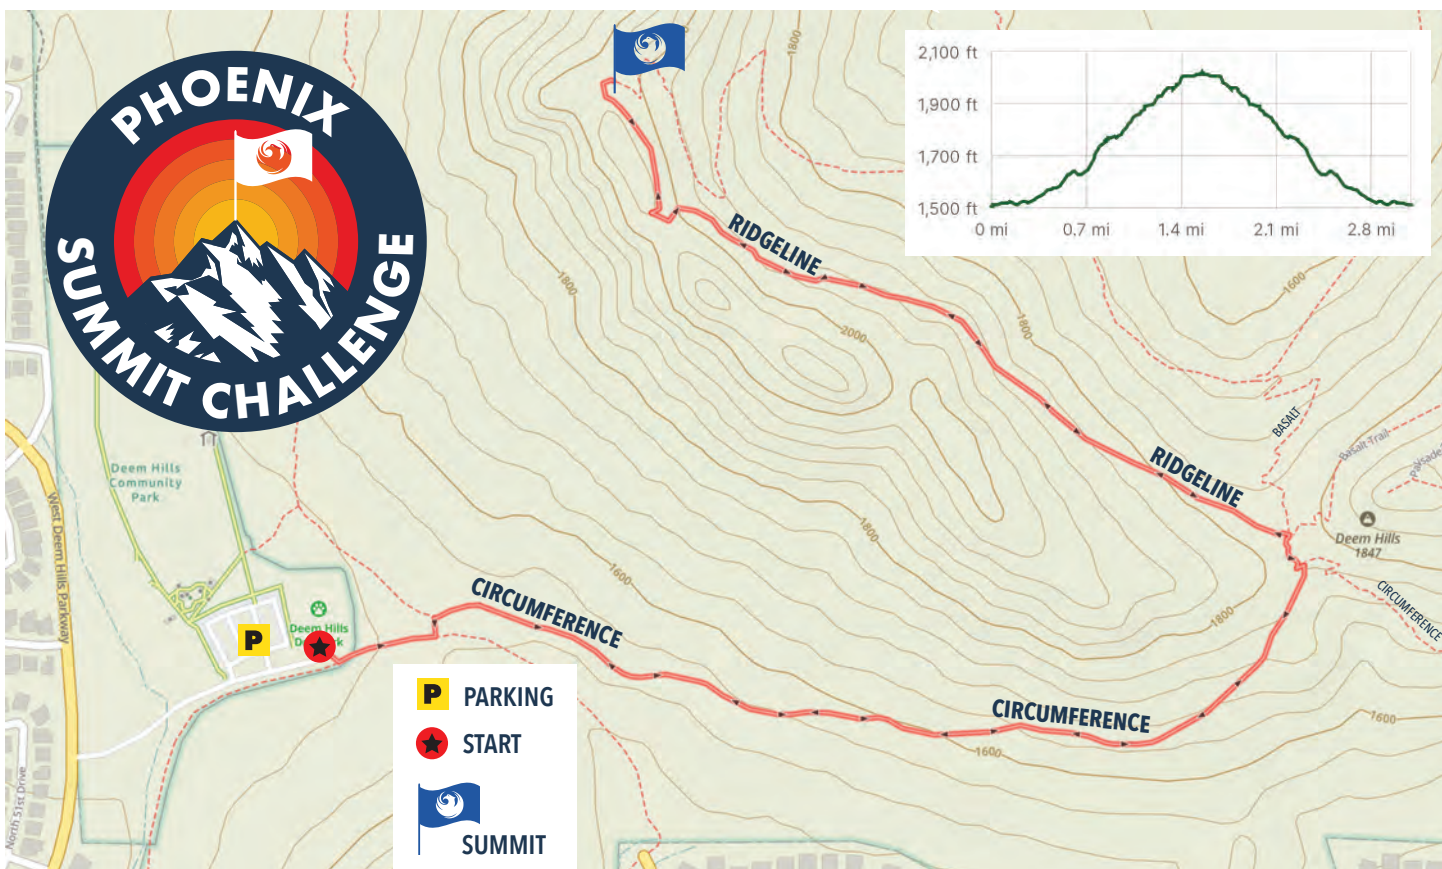 PHOENIX
SUMMIT CHALLENGE
2,100 ft
1,900 ft
1,700 ft
1,500 ft
0 mi
0.7 mi
1.4 mi
2.1 mi
2.8 mi
1800
1600
1800
1800
2000
RIDGELINE
RIDGELINE
BASALT
Basalt Trail
Deem Hills
1847
CIRCUMFERENCE
Deem Hills
Community
Park
West Deem Hills Parkway
1800
1600
1800
CIRCUMFERENCE
CIRCUMFERENCE
1600
1600
P
Deem Hills
North 51st Drive
P PARKING
START
SUMMIT